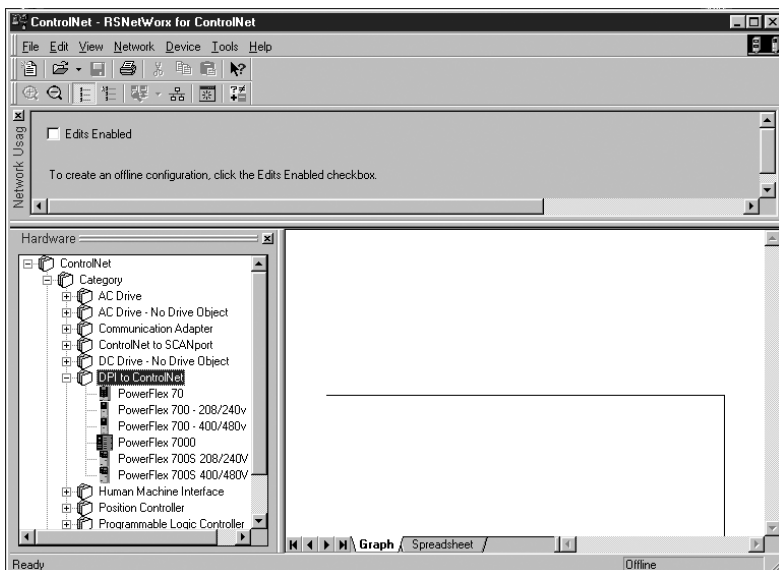 ControlNet - RSNetWorx for ControlNet
File Edit View Network Device Tools Help
Network Usag
Edits Enabled
To create an offline configuration, click the Edits Enabled checkbox.
Hardware
ControlNet
Category
AC Drive
AC Drive - No Drive Object
Communication Adapter
ControlNet to SCANport
DC Drive - No Drive Object
DPI to ControlNet
PowerFlex 70
PowerFlex 700 - 208/240v
PowerFlex 700 - 400/480v
PowerFlex 7000
PowerFlex 700S 208/240V
PowerFlex 700S 400/480V
Human Machine Interface
Position Controller
Programmable Logic Controller
Graph Spreadsheet
Ready Offline